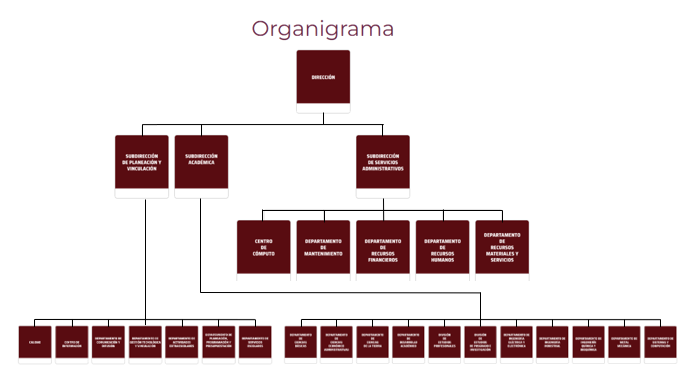 Organigrama
DIRECCIÓN
SUBDIRECCIÓN
DE PLANEACIÓN Y
VINCULACIÓN
SUBDIRECCIÓN
ACADÉMICA
SUBDIRECCIÓN
DE SERVICIOS
ADMINISTRATIVOS
CENTRO
DE
CÓMPUTO
DEPARTAMENTO
DE
MANTENIMIENTO
DEPARTAMENTO
DE
RECURSOS
FINANCIEROS
DEPARTAMENTO
DE
RECURSOS
HUMANOS
DEPARTAMENTO
DE
RECURSOS
MATERIALES Y
SERVICIOS
CALIDAD
CENTRO DE
INFORMACIÓN
DEPARTAMENTO DE
COMUNICACIÓN Y
DIFUSIÓN
DEPARTAMENTO DE
GESTIÓN TECNOLÓGICA
Y VINCULACIÓN
DEPARTAMENTO DE
ACTIVIDADES
EXTRAESCOLARES
DEPARTAMENTO DE
PLANEACIÓN,
PROGRAMACIÓN Y
PRESUPUESTACIÓN
DEPARTAMENTO DE
SERVICIOS
ESCOLARES
DEPARTAMENTO
DE
CIENCIAS
BÁSICAS
DEPARTAMENTO
DE
CIENCIAS
ECONÓMICO
ADMINISTRATIVAS
DEPARTAMENTO
DE
CIENCIAS
DE LA TIERRA
DEPARTAMENTO
DE
DESARROLLO
ACADÉMICO
DIVISIÓN
DE
ESTUDIOS
PROFESIONALES
DIVISIÓN
DE
ESTUDIOS
DE POSGRADO E
INVESTIGACIÓN
DEPARTAMENTO
DE INGENIERÍA
ELÉCTRICA Y
ELECTRÓNICA
DEPARTAMENTO
DE INGENIERÍA
INDUSTRIAL
DEPARTAMENTO
DE INGENIERÍA
QUÍMICA Y
BIOQUÍMICA
DEPARTAMENTO
DE METAL
MECÁNICA
DEPARTAMENTO
DE SISTEMAS Y
COMPUTACIÓN